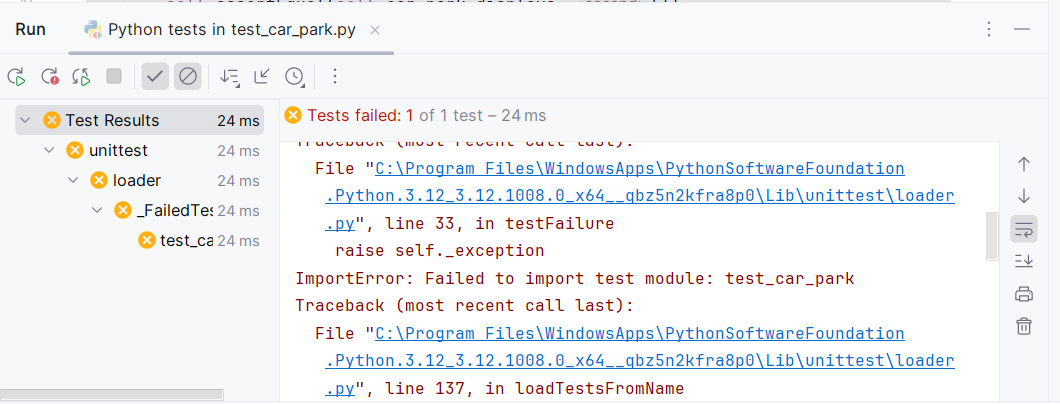 Run
Python tests in test_car_park.py
Test Results
24 ms
unittest
24 ms
loader
24 ms
_FailedTes
24 ms
test_ca
24 ms
Tests failed: 1 of 1 test – 24 ms
Traceback (most recent call last):
File "C:\Program Files\WindowsApps\PythonSoftwareFoundation
.Python.3.12_3.12.1008.0_x64__qbz5n2kfra8p0\Lib\unittest\loader
.py", line 33, in testFailure
raise self._exception
ImportError: Failed to import test module: test_car_park
Traceback (most recent call last):
File "C:\Program Files\WindowsApps\PythonSoftwareFoundation
.Python.3.12_3.12.1008.0_x64__qbz5n2kfra8p0\Lib\unittest\loader
.py", line 137, in loadTestsFromName